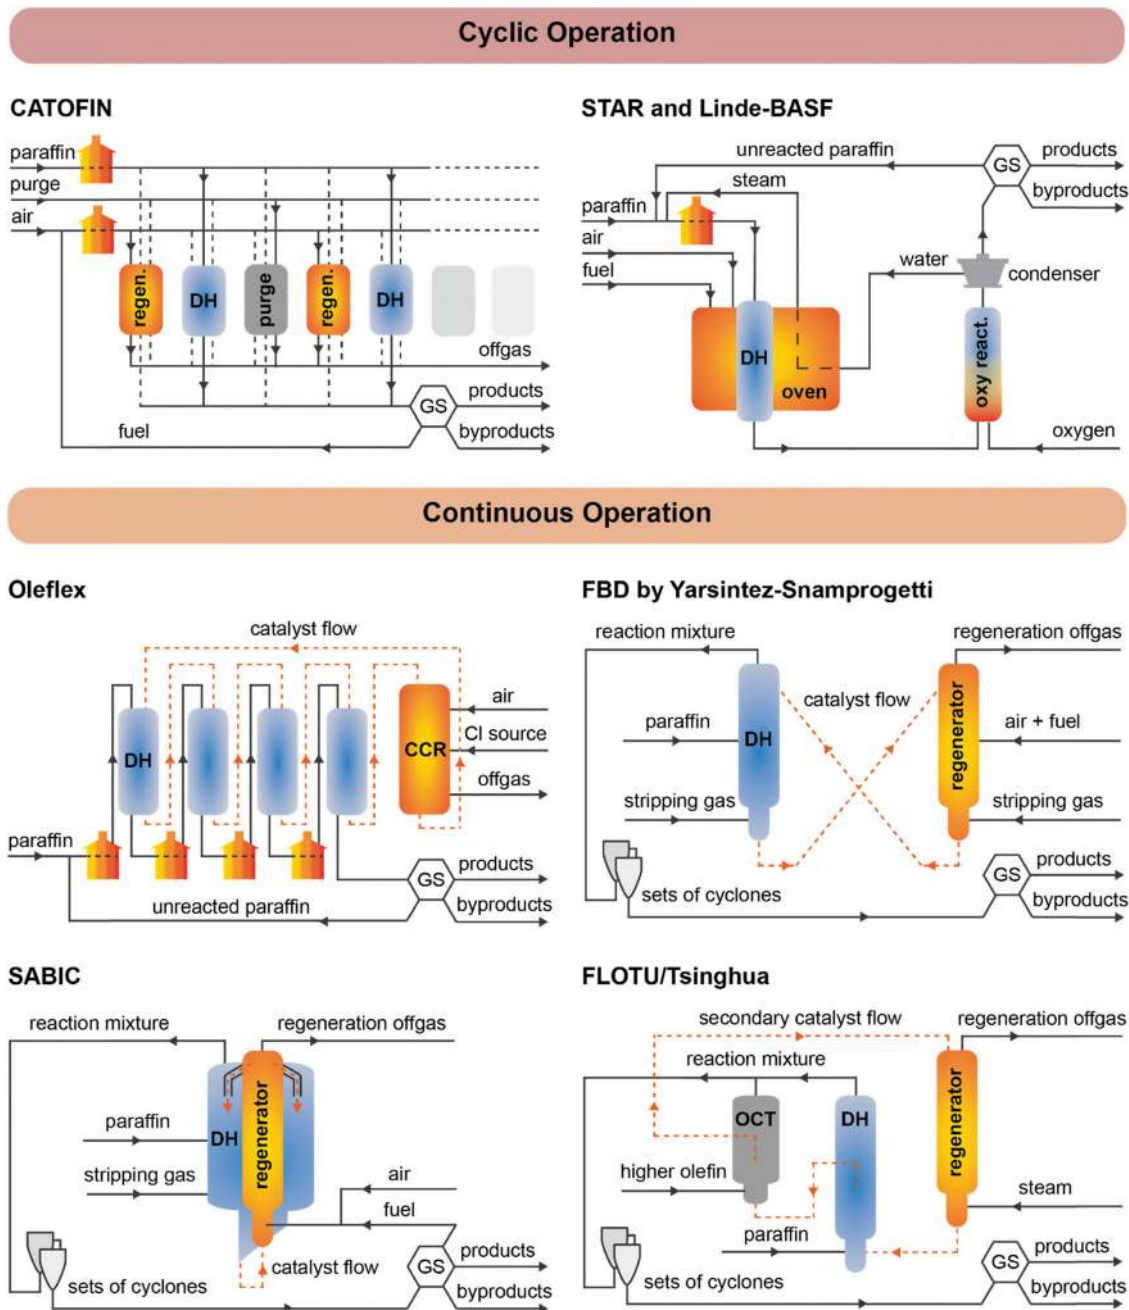 Cyclic Operation
CATOFIN
paraffin
purge
air
regen.
DH
purge
regen.
DH
offgas
products
GS
byproducts
fuel
STAR and Linde-BASF
unreacted paraffin
products
GS
byproducts
steam
paraffin
air
fuel
water
condenser
DH
oven
oxy react.
oxygen
Continuous Operation
Oleflex
catalyst flow
air
Cl source
offgas
DH
CCR
paraffin
products
GS
byproducts
unreacted paraffin
FBD by Yarsintez-Snamprogetti
reaction mixture
regeneration offgas
catalyst flow
paraffin
DH
regenerator
air + fuel
stripping gas
stripping gas
products
GS
sets of cyclones
byproducts
SABIC
reaction mixture
regeneration offgas
paraffin
DH
regenerator
stripping gas
air
fuel
products
GS
catalyst flow
sets of cyclones
byproducts
FLOTU/Tsinghua
secondary catalyst flow
regeneration offgas
reaction mixture
OCT
DH
regenerator
higher olefin
steam
paraffin
products
GS
sets of cyclones
byproducts